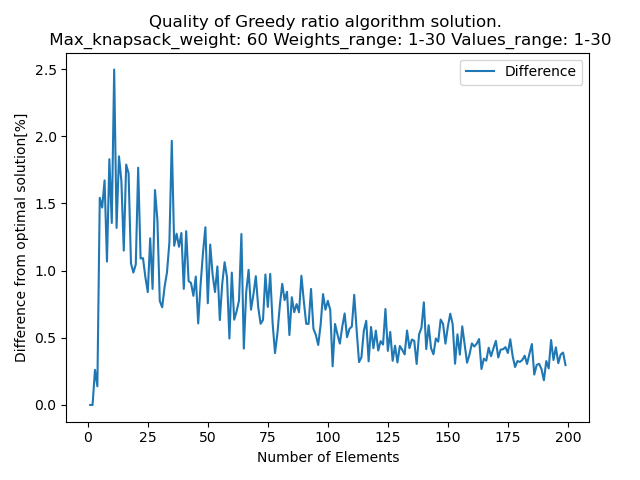 Quality of Greedy ratio algorithm solution.
Max_knapsack_weight: 60 Weights_range: 1-30 Values_range: 1-30
Difference
Difference from optimal solution[%]
2.5
2.0
1.5
1.0
0.5
0.0
0 25 50 75 100 125 150 175 200
Number of Elements